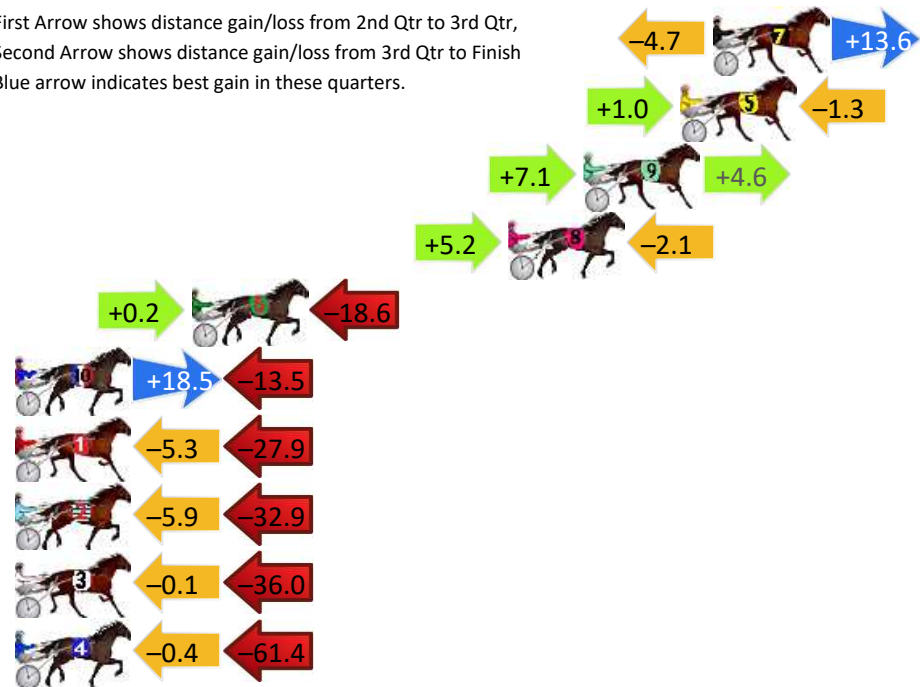 First Arrow shows distance gain/loss from 2nd Qtr to 3rd Qtr,
Second Arrow shows distance gain/loss from 3rd Qtr to Finish
Blue arrow indicates best gain in these quarters.
–4.7 7 +13.6
+1.0 5 –1.3
+7.1 9 +4.6
+5.2 8 –2.1
+0.2 6 –18.6
10 +18.5 –13.5
1 –5.3 –27.9
2 –5.9 –32.9
3 –0.1 –36.0
4 –0.4 –61.4